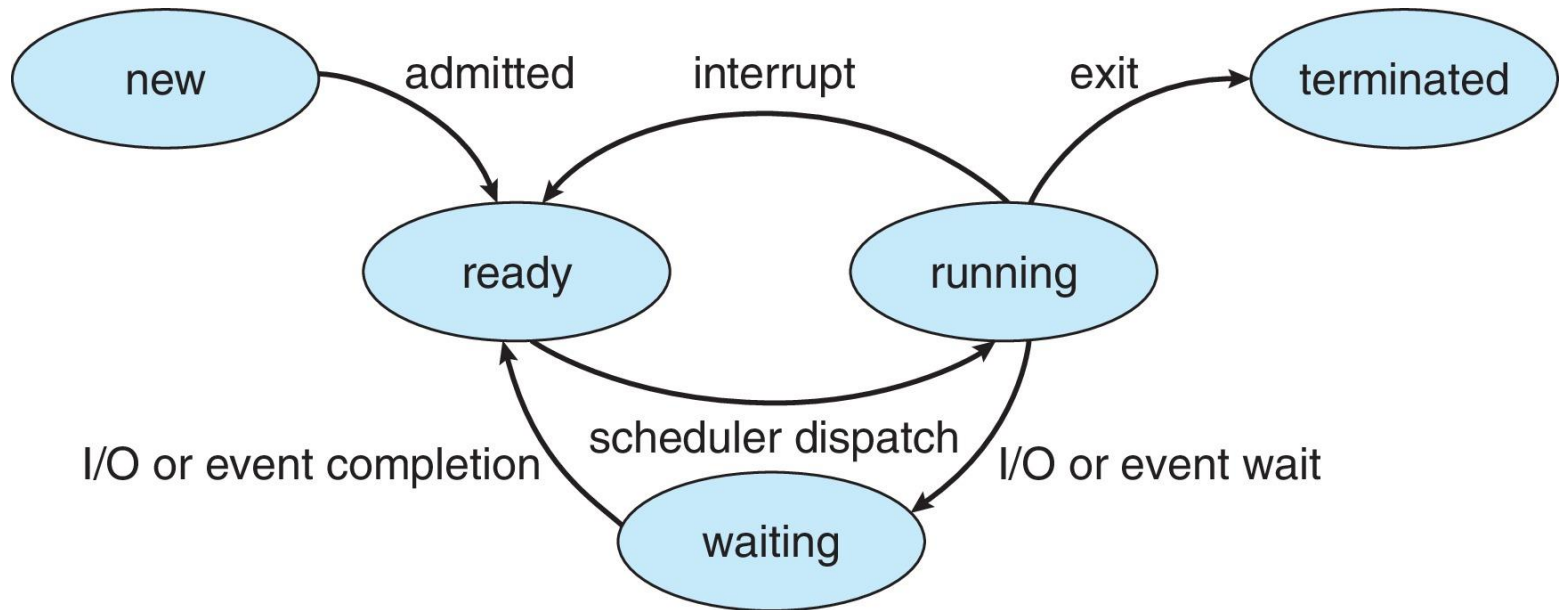 new
admitted
interrupt
exit
terminated
ready
running
scheduler dispatch
I/O or event completion
I/O or event wait
waiting